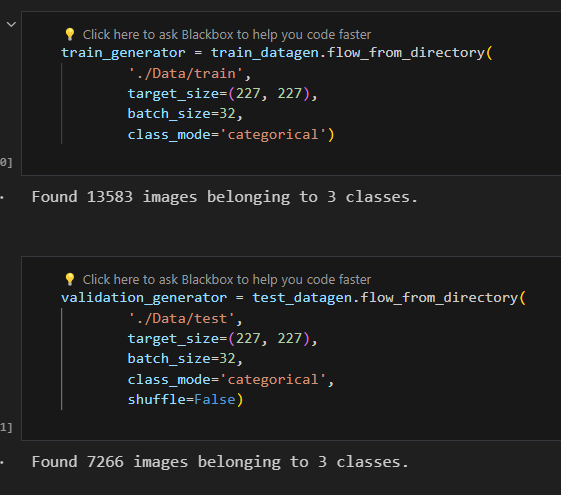 Click here to ask Blackbox to help you code faster
train_generator = train_datagen.flow_from_directory(
'./Data/train',
target_size=(227, 227),
batch_size=32,
class_mode='categorical')
0]
Found 13583 images belonging to 3 classes.
Click here to ask Blackbox to help you code faster
validation_generator = test_datagen.flow_from_directory(
'./Data/test',
target_size=(227, 227),
batch_size=32,
class_mode='categorical',
shuffle=False)
1]
Found 7266 images belonging to 3 classes.